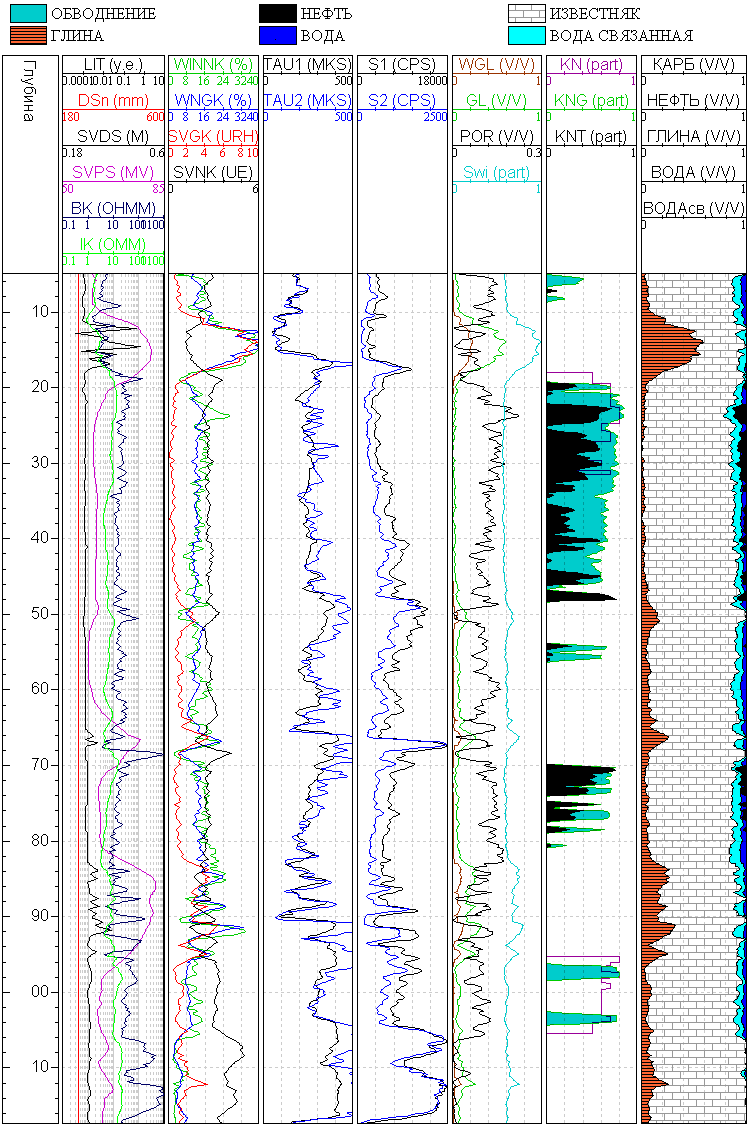 ОБВОДНЕНИЕ НЕФТЬ ИЗВЕСТНЯК
ГЛИНА ВОДА ВОДА СВЯЗАННАЯ
Глубина
LIT (y.e.)
0.0001 0.01 0.1 1 10
DSn (mm)
180 600
SVDS (M)
0.18 0.6
SVPS (MV)
50 85
BK (OHMM)
0.1 1 10 100
IK (OMM)
0.1 1 10 100
WINNK (%)
0 8 16 24 32 40
WNGK (%)
0 8 16 24 32 40
SVGK (URH)
0 2 4 6 8 10
SVNK (UE)
0 6
TAU1 (MKS)
0 500
TAU2 (MKS)
0 500
S1 (CPS)
0 18000
S2 (CPS)
0 2500
WGL (V/V)
0 1
GL (V/V)
0 1
POR (V/V)
0 0.3
Swi (part)
0 1
KN (part)
0 1
KNG (part)
0 1
KNT (part)
0 1
КАРБ (V/V)
0 1
НЕФТЬ (V/V)
0 1
ГЛИНА (V/V)
0 1
ВОДА (V/V)
0 1
ВОДАсв (V/V)
0 1
10
20
30
40
50
60
70
80
90
00
10